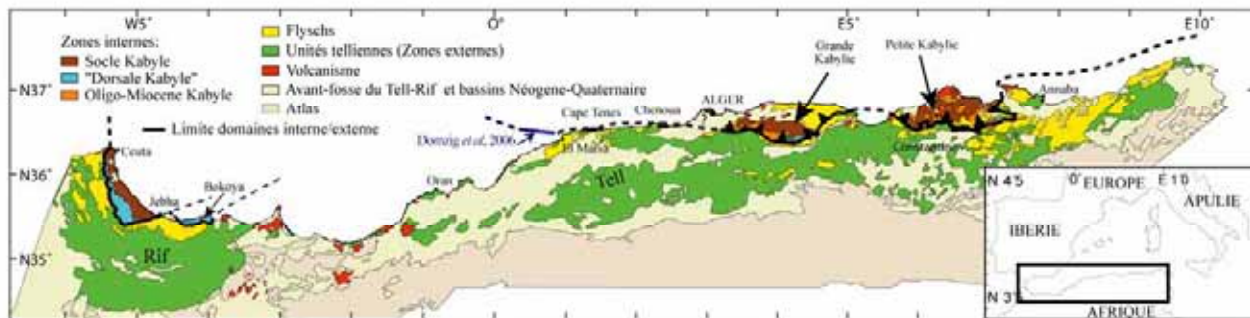 W5° 0° E5° E10°
Zones internes:
Socle Kabyle
"Dorsale Kabyle"
Oligo-Miocene Kabyle
Flyschs
Unités telliennes (Zones externes)
Volcanisme
Avant-fosse du Tell-Rif et bassins Néogene-Quaternaire
Atlas
Limite domaines interne/externe
N37°
N36°
N35°
Ceuta
Jebha
Bokoya
Rif
Oran
Domzig et al, 2006
Cape Tenes
El Marsa
Chenoua
ALGER
Tell
Grande
Kabylie
Petite Kabylie
Annaba
Constantine
N 45 0° EUROPE E10
APULIE
IBERIE
N 3
AFRIQUE